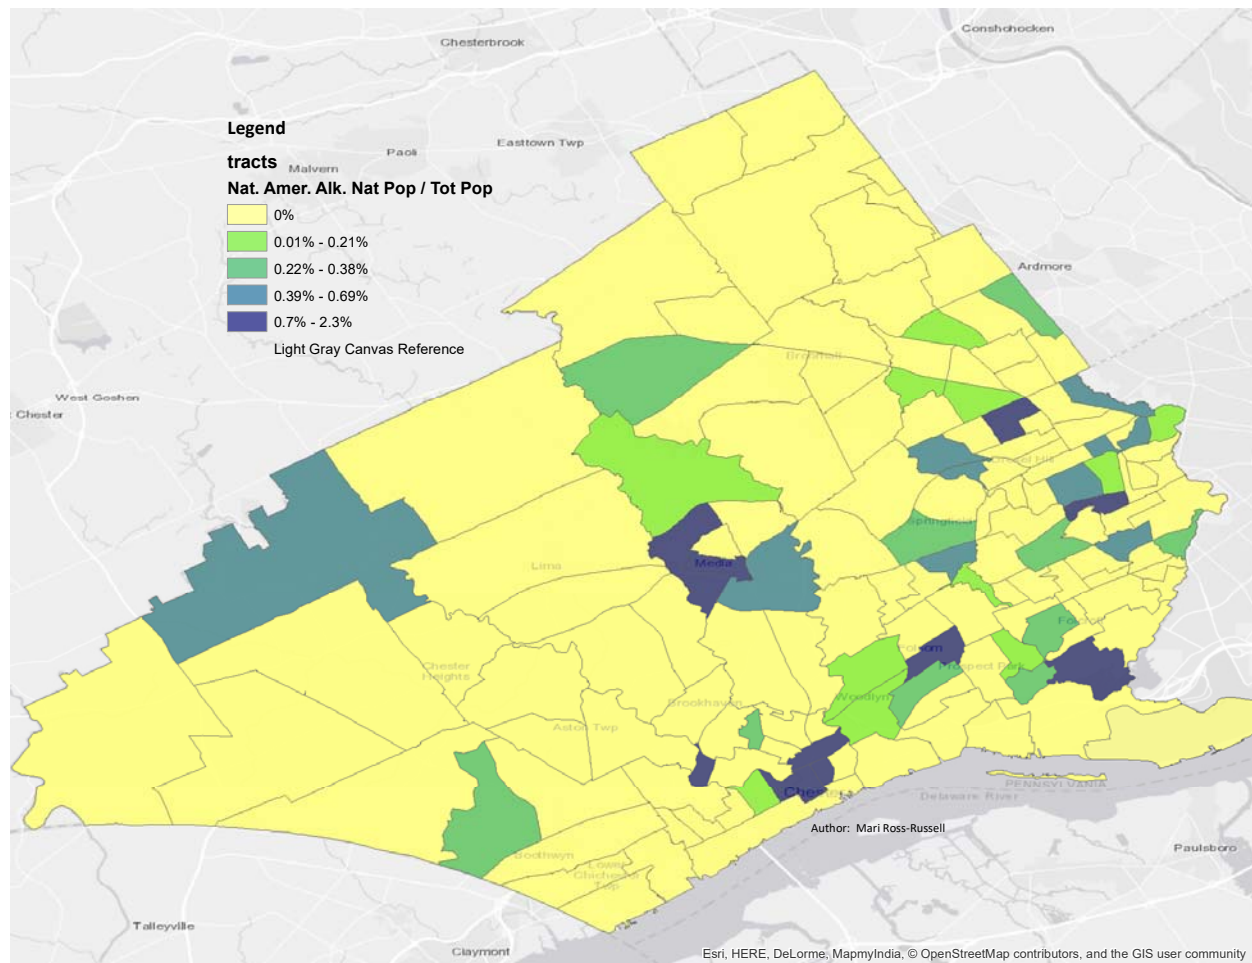 Conshohocken
Chesterbrook
Legend
Easttown Twp
Paoli
tracts
Malvern
Nat. Amer. Alk. Nat Pop / Tot Pop
0%
0.01% - 0.21%
0.22% - 0.38%
Ardmore
0.39% - 0.69%
0.7% - 2.3%
Light Gray Canvas Reference
Broomall
West Goshen
Chester
Drexel Hill
Springfield
Media
Lima
Folcroft
Folsom
Prospect Park
Chester
Heights
Woodlyn
Brookhaven
Aston Twp
PENNSYLVANIA
Chester
Delaware River
Author: Mari Ross-Russell
Paulsboro
Boothwyn
Lower
Chichester
Twp
Talleyville
Claymont
Esri, HERE, DeLorme, MapmyIndia, © OpenStreetMap contributors, and the GIS user community